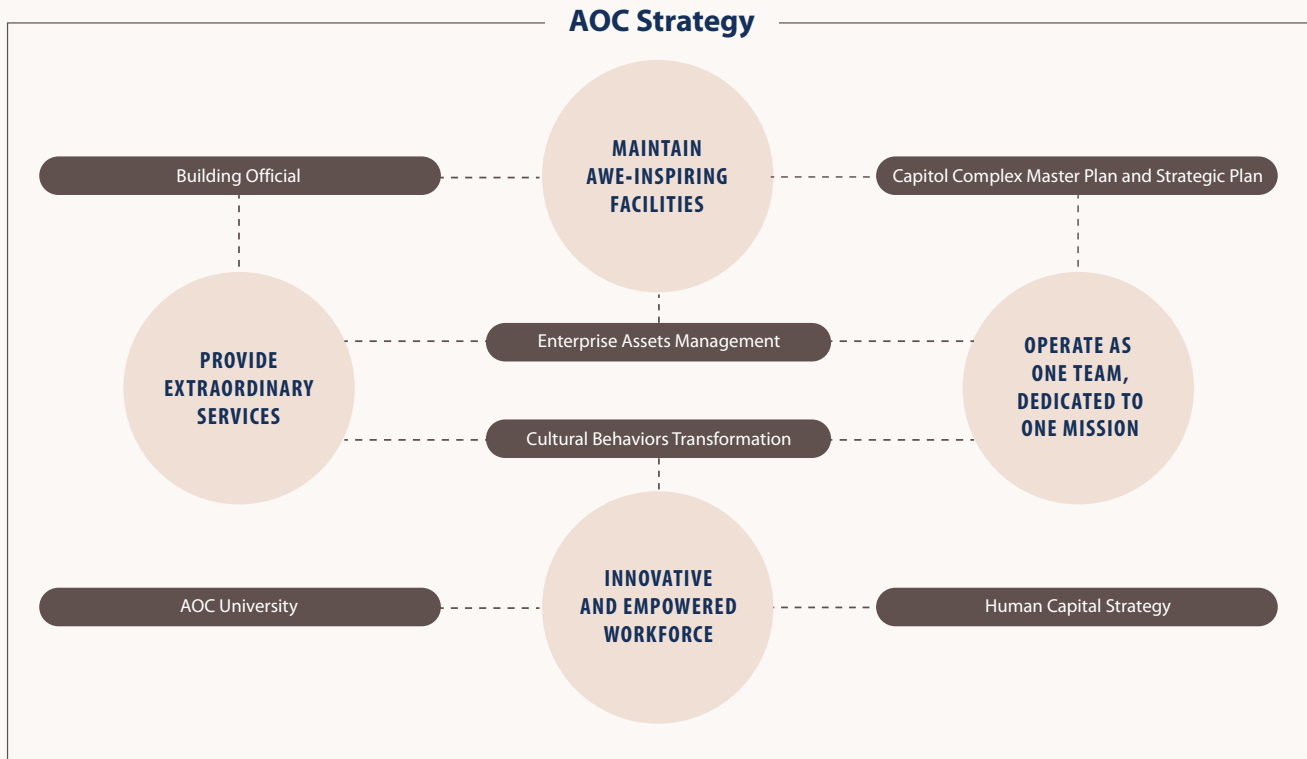 AOC Strategy
MAINTAIN
AWE-INSPIRING
FACILITIES
Building Official
Capitol Complex Master Plan and Strategic Plan
Enterprise Assets Management
PROVIDE
EXTRAORDINARY
SERVICES
OPERATE AS
ONE TEAM,
DEDICATED TO
ONE MISSION
Cultural Behaviors Transformation
INNOVATIVE
AND EMPOWERED
WORKFORCE
AOC University
Human Capital Strategy